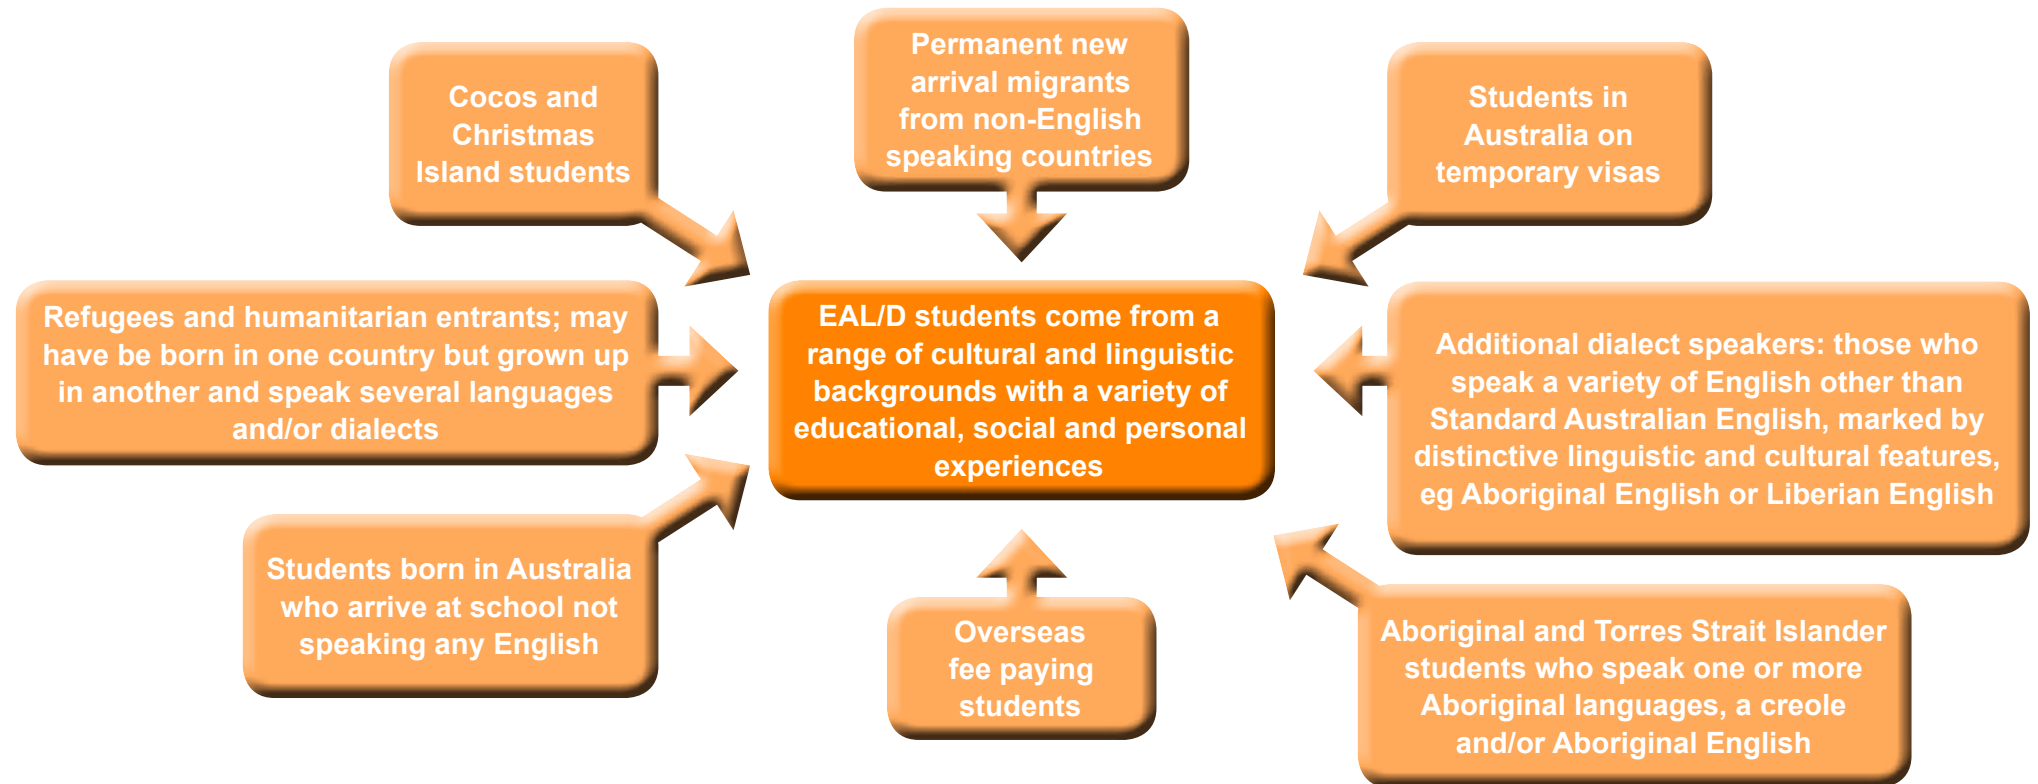 Cocos and
Christmas
Island students
Permanent new
arrival migrants
from non-English
speaking countries
Students in
Australia on
temporary visas
Refugees and humanitarian entrants; may
have be born in one country but grown up
in another and speak several languages
and/or dialects
EAL/D students come from a
range of cultural and linguistic
backgrounds with a variety of
educational, social and personal
experiences
Additional dialect speakers: those who
speak a variety of English other than
Standard Australian English, marked by
distinctive linguistic and cultural features,
eg Aboriginal English or Liberian English
Students born in Australia
who arrive at school not
speaking any English
Overseas
fee paying
students
Aboriginal and Torres Strait Islander
students who speak one or more
Aboriginal languages, a creole
and/or Aboriginal English